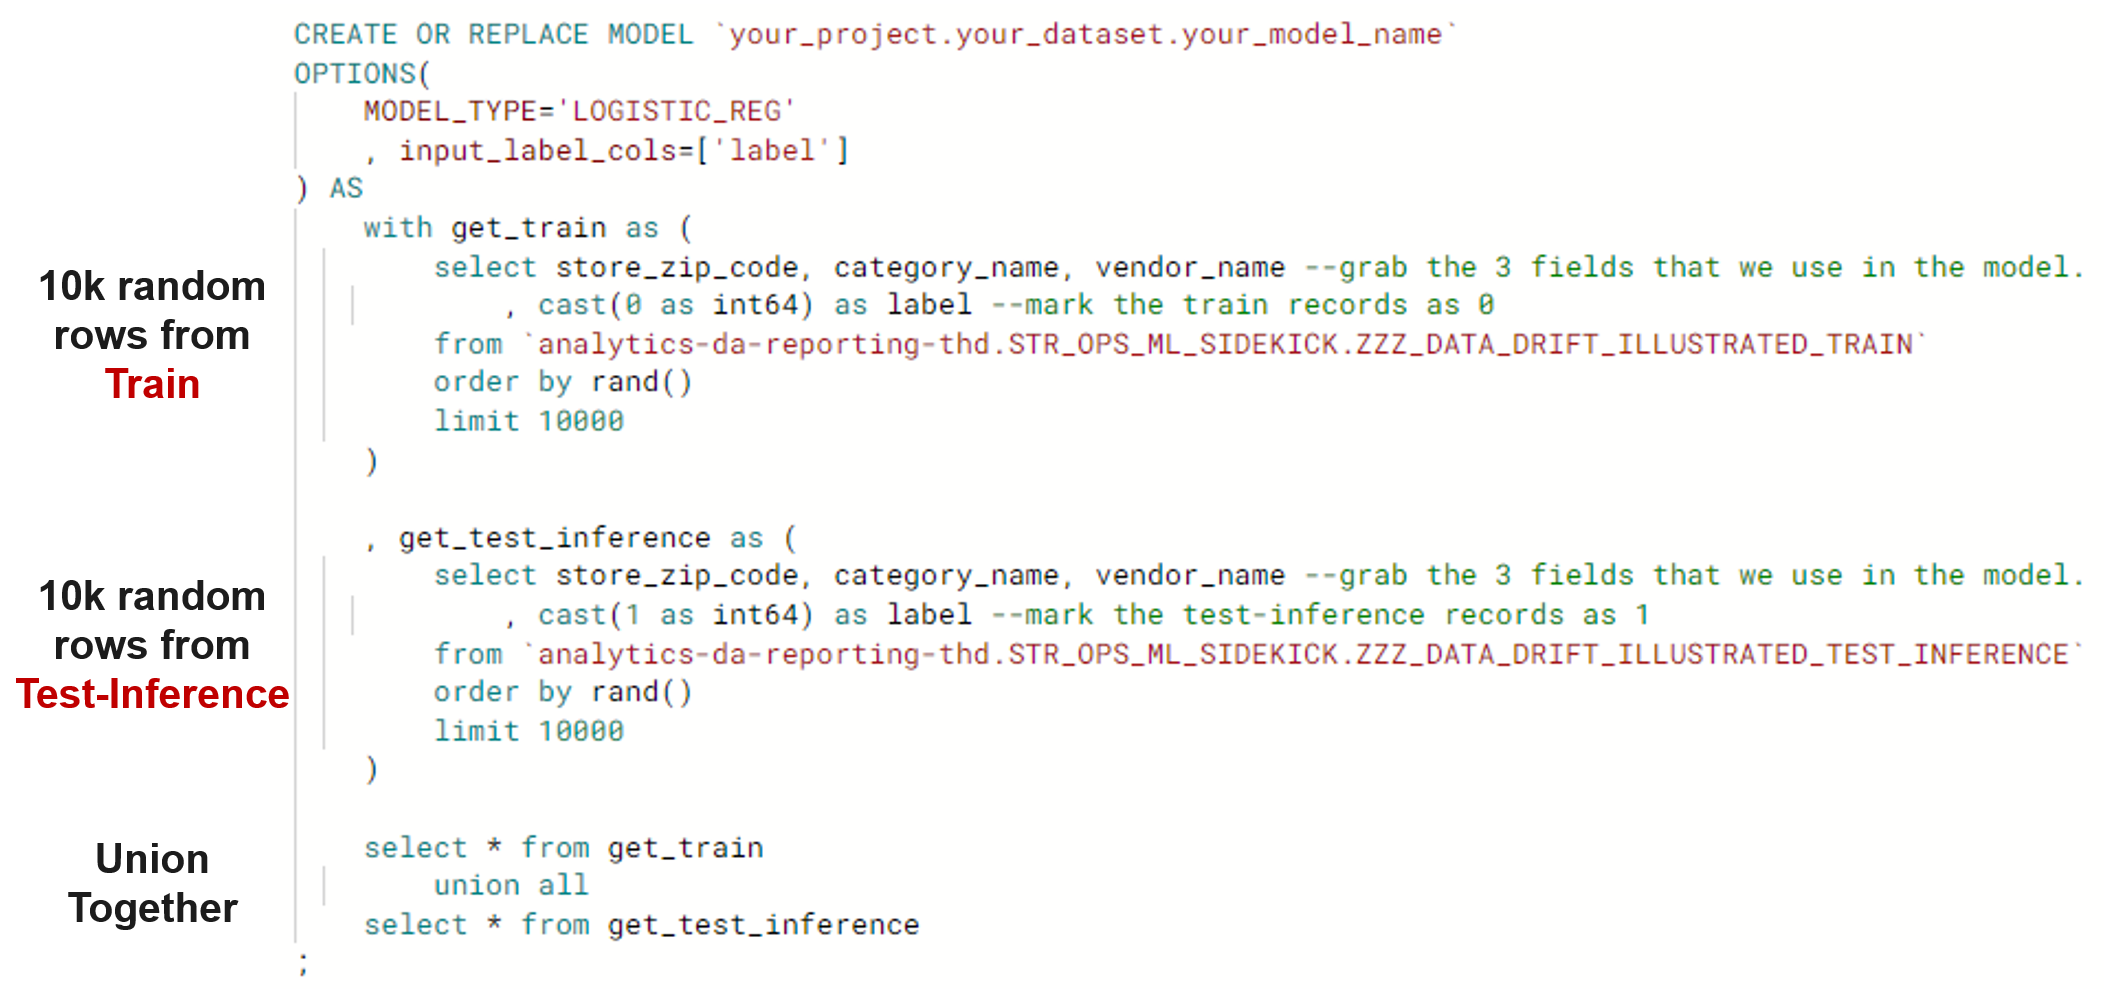 CREATE OR REPLACE MODEL `your_project.your_dataset.your_model_name`
OPTIONS(
MODEL_TYPE='LOGISTIC_REG'
, input_label_cols=['label']
) AS
with get_train as (
10k random
rows from
Train
select store_zip_code, category_name, vendor_name --grab the 3 fields that we use in the model.
, cast(0 as int64) as label --mark the train records as 0
from `analytics-da-reporting-thd.STR_OPS_ML_SIDEKICK.ZZZ_DATA_DRIFT_ILLUSTRATED_TRAIN`
order by rand()
limit 10000
)
, get_test_inference as (
10k random
rows from
Test-Inference
select store_zip_code, category_name, vendor_name --grab the 3 fields that we use in the model.
, cast(1 as int64) as label --mark the test-inference records as 1
from `analytics-da-reporting-thd.STR_OPS_ML_SIDEKICK.ZZZ_DATA_DRIFT_ILLUSTRATED_TEST_INFERENCE`
order by rand()
limit 10000
)
Union
Together
select * from get_train
union all
select * from get_test_inference
;